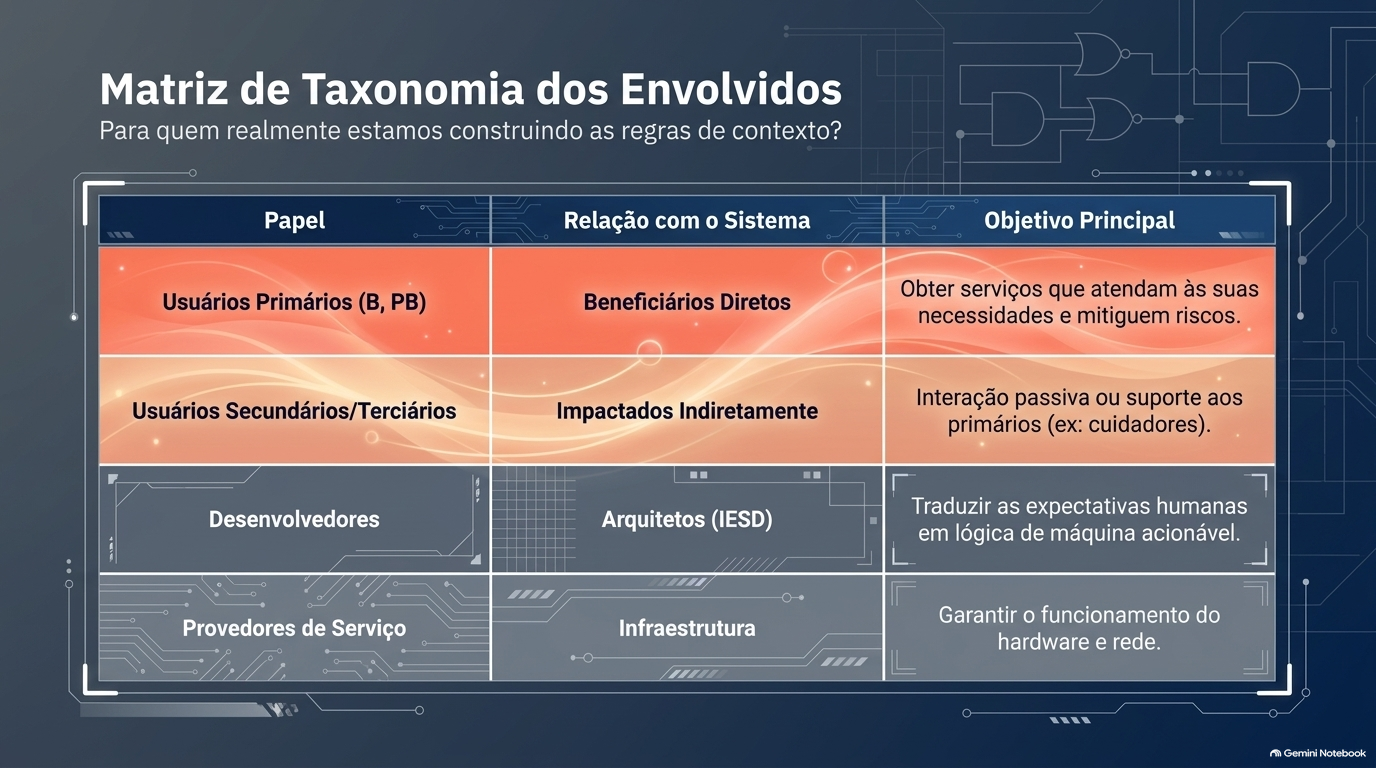 Matriz de Taxonomia dos Envolvidos
Para quem realmente estamos construindo as regras de contexto?
Papel
Relação com o Sistema
Objetivo Principal
Usuários Primários (B, PB)
Beneficiários Diretos
Obter serviços que atendam às suas
necessidades e mitiguem riscos.
Usuários Secundários/Terciários
Impactados Indiretamente
Interação passiva ou suporte aos
primários (ex: cuidadores).
Desenvolvedores
Arquitetos (IESD)
Traduzir as expectativas humanas
em lógica de máquina acionável.
Provedores de Serviço
Infraestrutura
Garantir o funcionamento do
hardware e rede.
Gemini Notebook